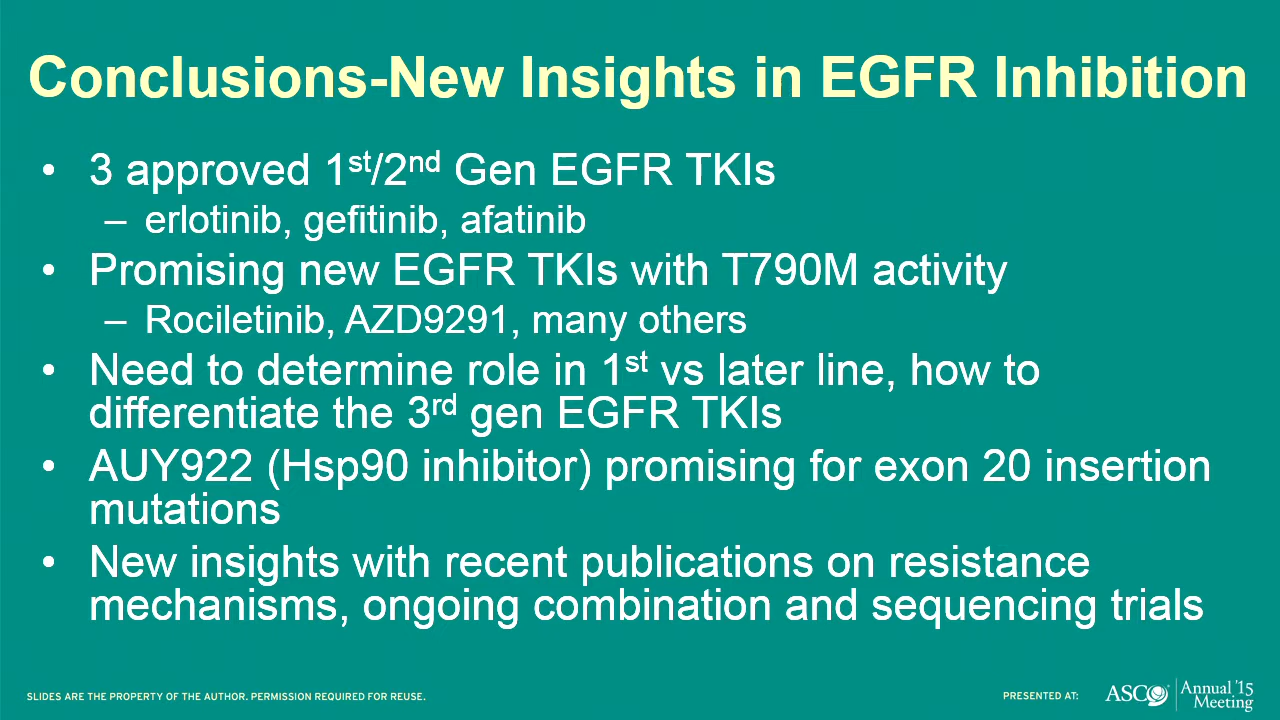 Conclusions-New Insights in EGFR Inhibition
• 3 approved 1st/2nd Gen EGFR TKIs
– erlotinib, gefitinib, afatinib
• Promising new EGFR TKIs with T790M activity
– Rociletinib, AZD9291, many others
• Need to determine role in 1st vs later line, how to
differentiate the 3rd gen EGFR TKIs
• AUY922 (Hsp90 inhibitor) promising for exon 20 insertion
mutations
• New insights with recent publications on resistance
mechanisms, ongoing combination and sequencing trials
SLIDES ARE THE PROPERTY OF THE AUTHOR. PERMISSION REQUIRED FOR REUSE.
PRESENTED AT:
ASCO
Annual '15
Meeting